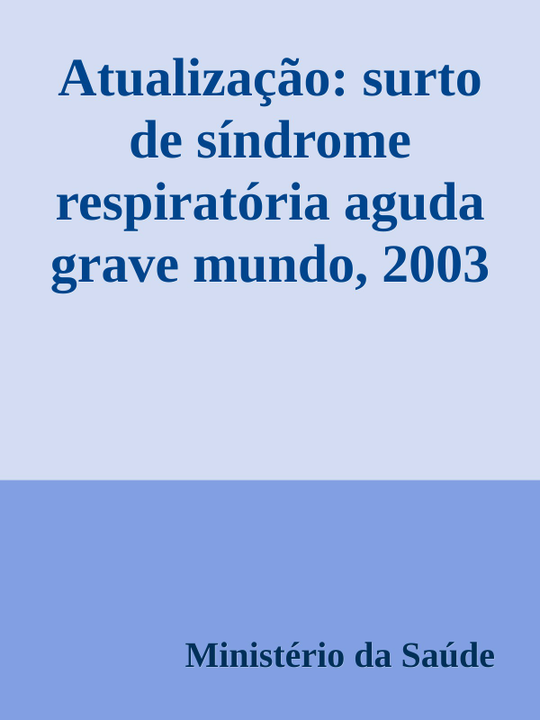 Atualização: surto
de síndrome
respiratória aguda
grave mundo, 2003
Ministério da Saúde